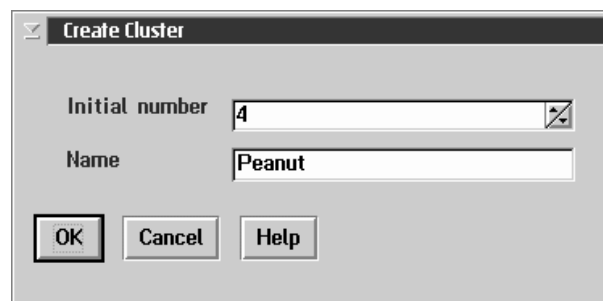 Create Cluster
Initial number 4
Name Peanut
OK Cancel Help